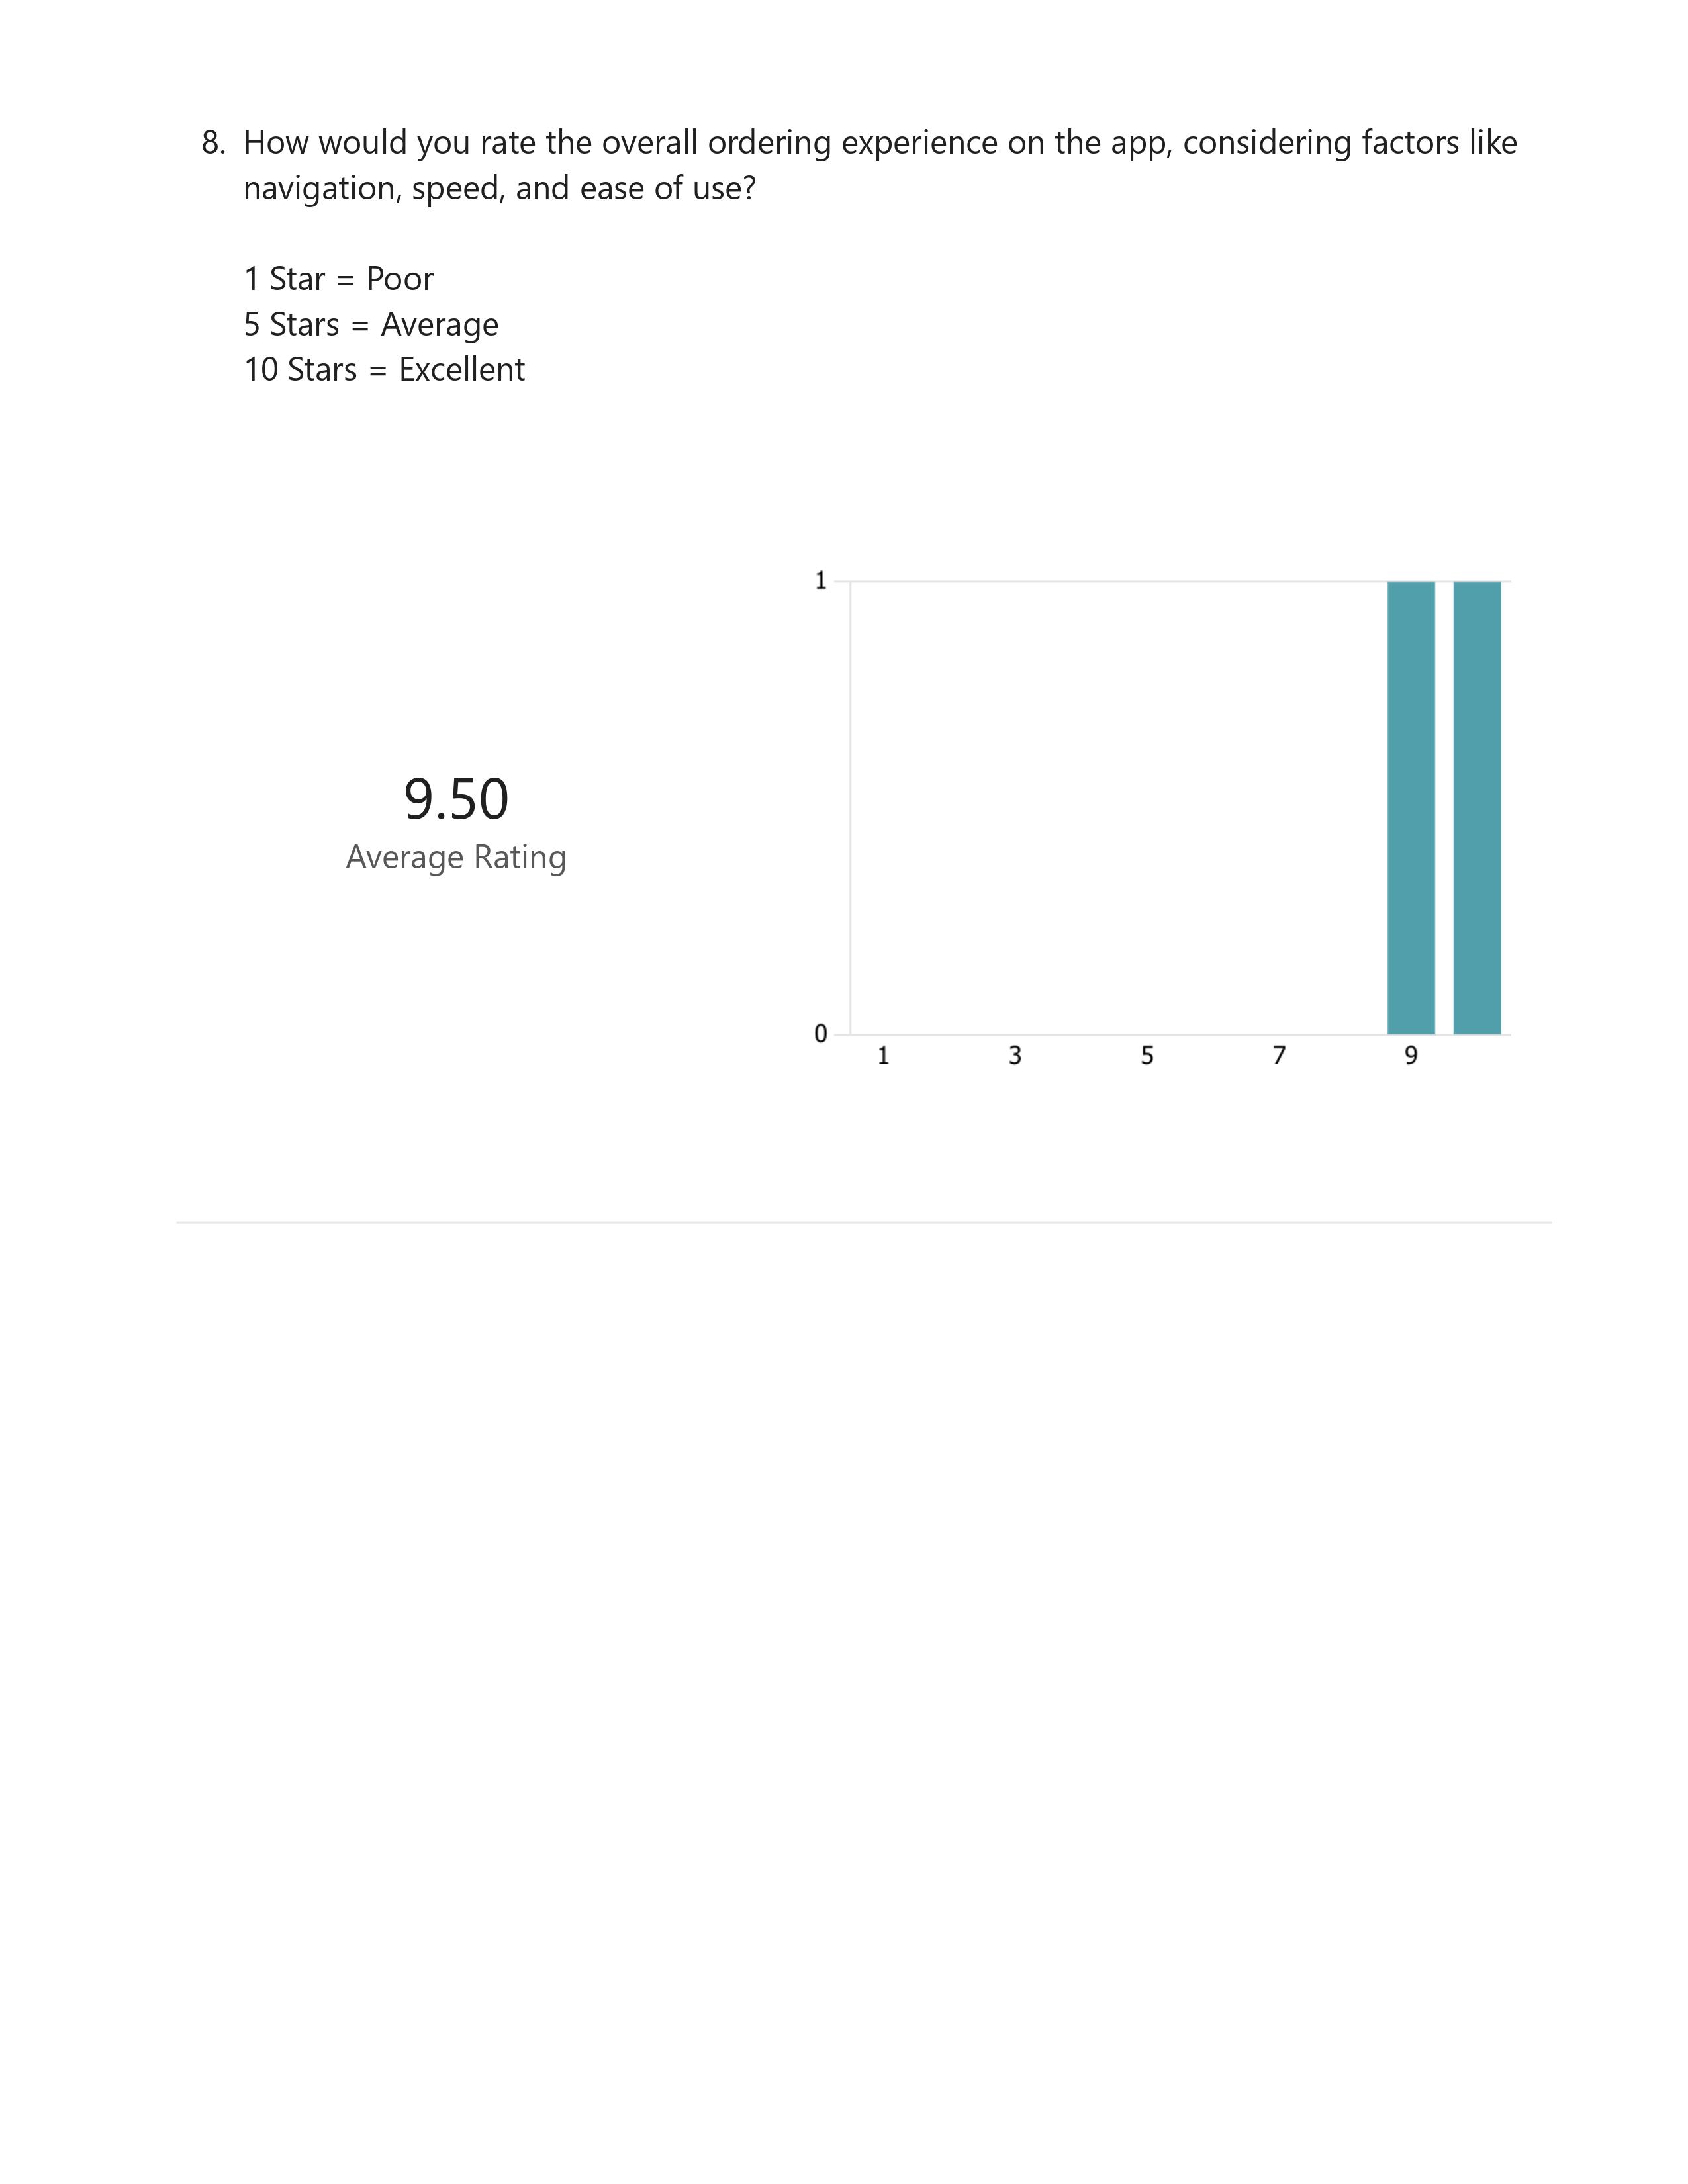 8. How would you rate the overall ordering experience on the app, considering factors like
navigation, speed, and ease of use?
1 Star = Poor
5 Stars = Average
10 Stars = Excellent
9.50
Average Rating
1
0
1 3 5 7 9